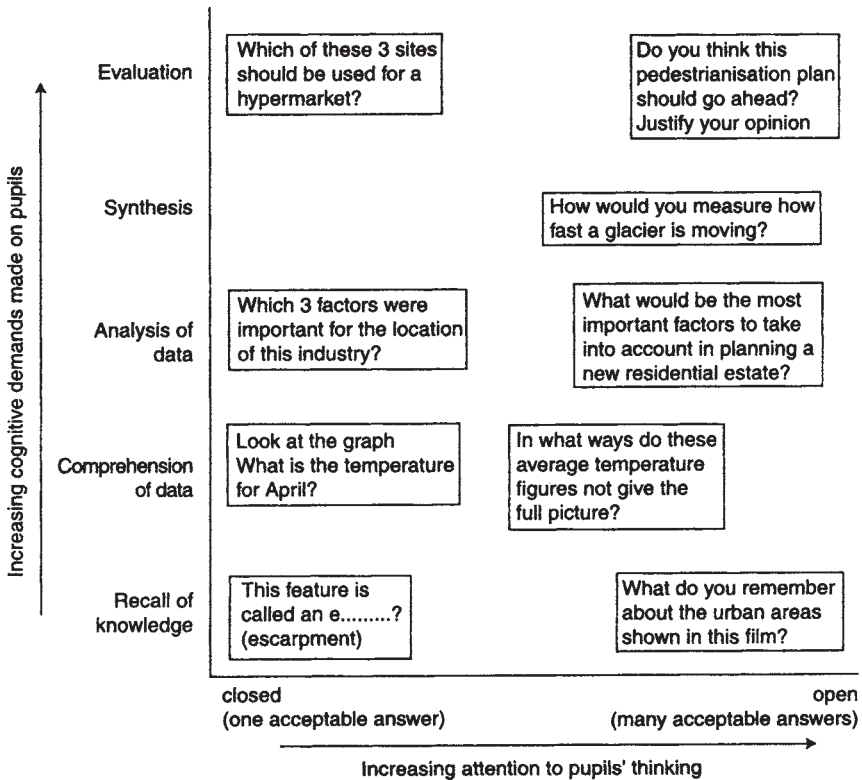 Increasing cognitive demands made on pupils
Evaluation
Which of these 3 sites
should be used for a
hypermarket?
Do you think this
pedestrianisation plan
should go ahead?
Justify your opinion
Synthesis
How would you measure how
fast a glacier is moving?
Analysis of
data
Which 3 factors were
important for the location
of this industry?
What would be the most
important factors to take
into account in planning a
new residential estate?
Comprehension
of data
Look at the graph
What is the temperature
for April?
In what ways do these
average temperature
figures not give the
full picture?
Recall of
knowledge
This feature is
called an e.........?
(escarpment)
What do you remember
about the urban areas
shown in this film?
closed
(one acceptable answer)
open
(many acceptable answers)
Increasing attention to pupils' thinking